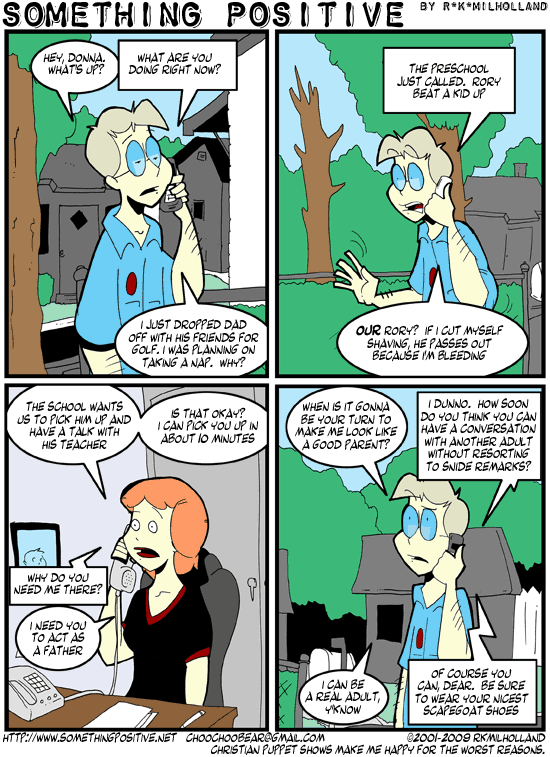 SOMETHING POSITIVE
BY R*K*MILHOLLAND
HEY, DONNA.
WHAT'S UP?
WHAT ARE YOU
DOING RIGHT NOW?
I JUST DROPPED DAD
OFF WITH HIS FRIENDS FOR
GOLF. I WAS PLANNING ON
TAKING A NAP. WHY?
THE PRESCHOOL
JUST CALLED. RORY
BEAT A KID UP
OUR RORY? IF I CUT MYSELF
SHAVING, HE PASSES OUT
BECAUSE I'M BLEEDING
THE SCHOOL WANTS
US TO PICK HIM UP AND
HAVE A TALK WITH
HIS TEACHER
IS THAT OKAY?
I CAN PICK YOU UP IN
ABOUT 10 MINUTES
WHY DO YOU
NEED ME THERE?
I NEED YOU
TO ACT AS
A FATHER
WHEN IS IT GONNA
BE YOUR TURN TO
MAKE ME LOOK LIKE
A GOOD PARENT?
I DUNNO. HOW SOON
DO YOU THINK YOU CAN
HAVE A CONVERSATION
WITH ANOTHER ADULT
WITHOUT RESORTING
TO SNIDE REMARKS?
I CAN BE
A REAL ADULT,
Y'KNOW
OF COURSE YOU
CAN, DEAR. BE SURE
TO WEAR YOUR NICEST
SCAPEGOAT SHOES
HTTP://WWW.SOMETHINGPOSITIVE.NET CHOOCHOOBEAR@GMAIL.COM ©2001-2009 RKMILHOLLAND
CHRISTIAN PUPPET SHOWS MAKE ME HAPPY FOR THE WORST REASONS.